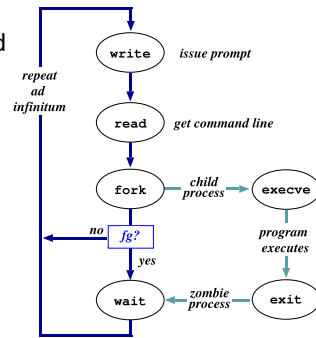 d
write
issue prompt
repeat
ad
infinitum
read
get command line
fork
child
process
execve
no
fg?
yes
program
executes
wait
zombie
process
exit